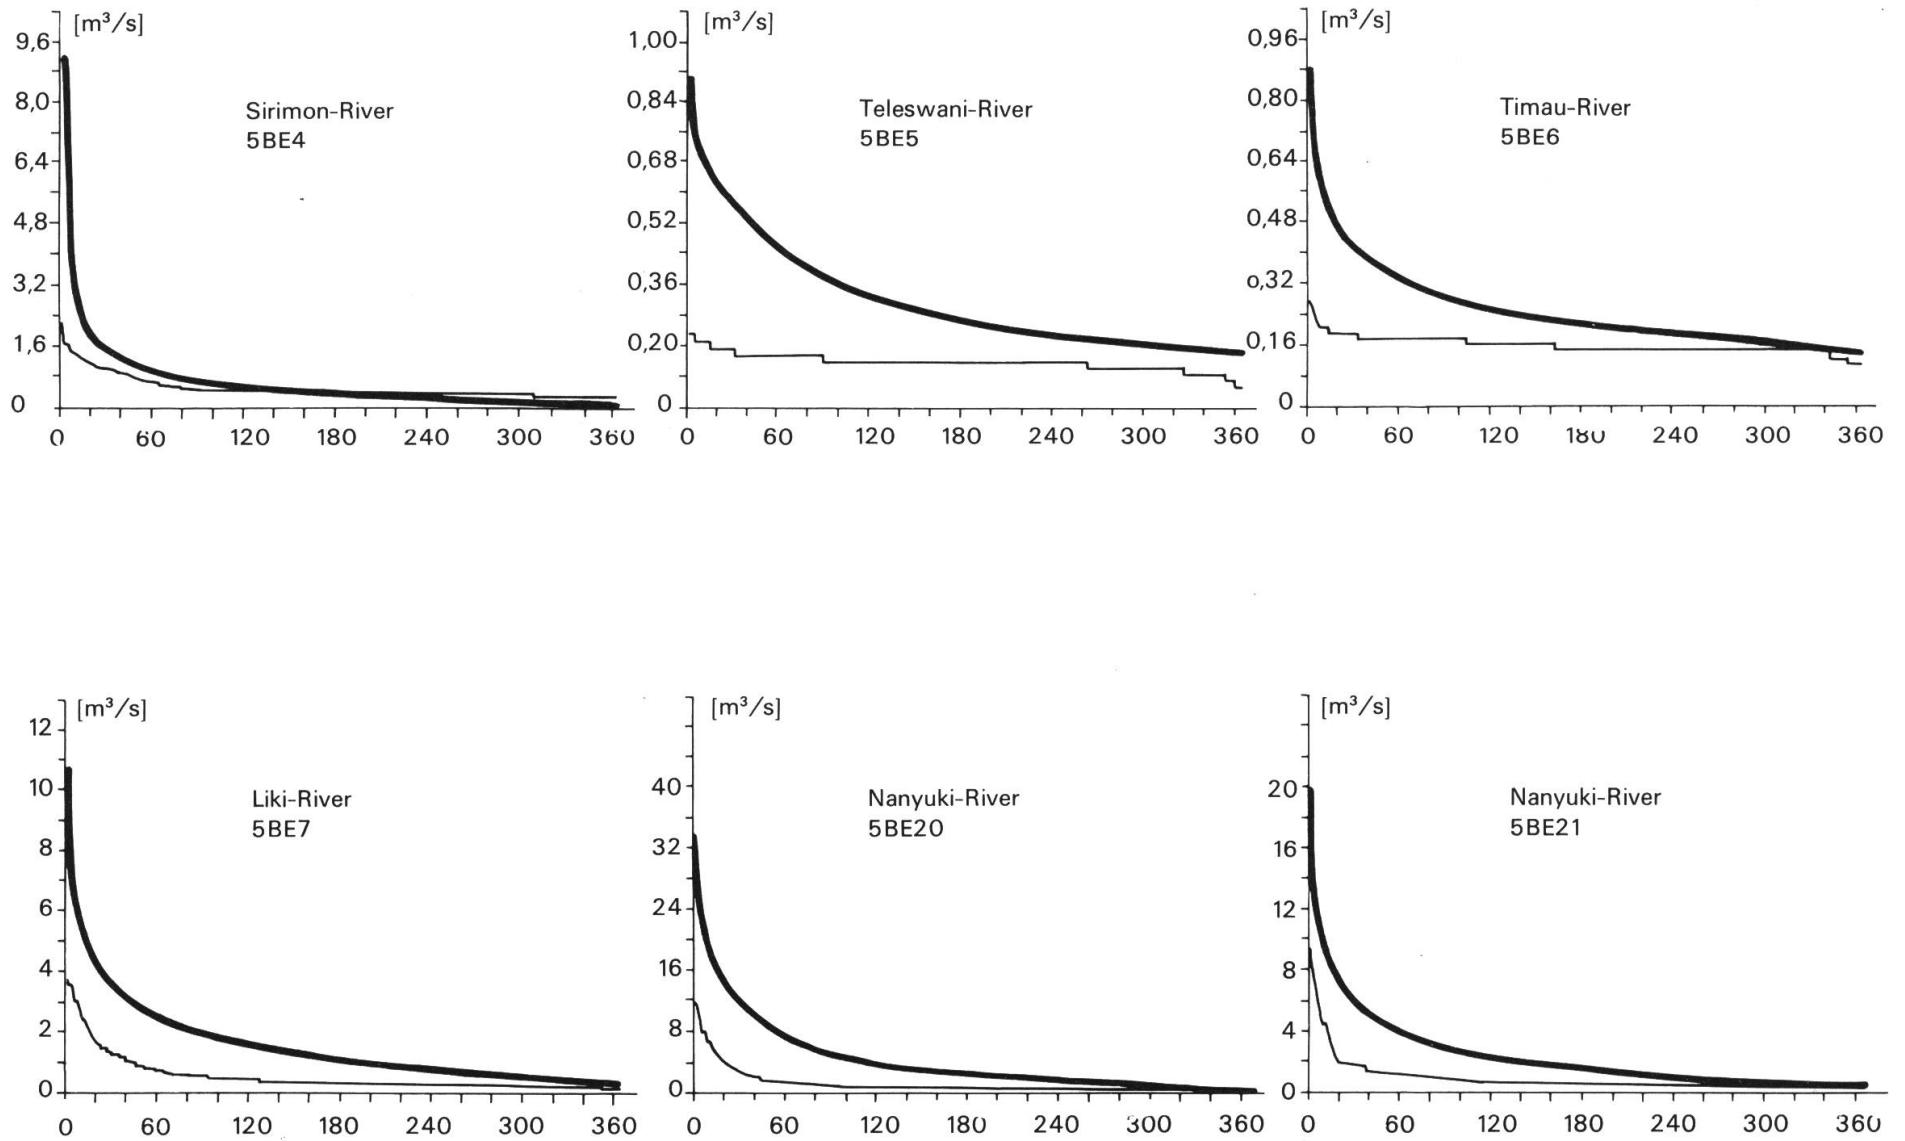 [m³/s]
9,6
8,0
6,4
4,8
3,2
1,6
0
Sirimon-River
5BE4
0 60 120 180 240 300 360
[m³/s]
1,00
0,84
0,68
0,52
0,36
0,20
0
Teleswani-River
5BE5
0 60 120 180 240 300 360
[m³/s]
0,96
0,80
0,64
0,48
0,32
0,16
0
Timau-River
5BE6
0 60 120 180 240 300 360
[m³/s]
12
10
8
6
4
2
0
Liki-River
5BE7
0 60 120 180 240 300 360
[m³/s]
40
32
24
16
8
0
Nanyuki-River
5BE20
0 60 120 180 240 300 360
[m³/s]
20
16
12
8
4
0
Nanyuki-River
5BE21
0 60 120 180 240 300 360